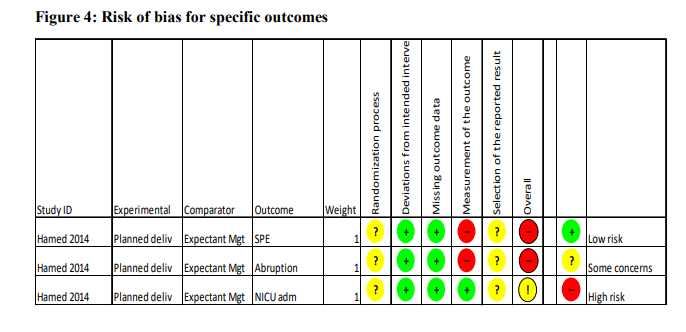 Figure 4: Risk of bias for specific outcomes
Randomization process
Deviations from intended interve
Missing outcome data
Measurement of the outcome
Selection of the reported result
Overall
Study ID Experimental Comparator Outcome Weight
Hamed 2014 Planned deliv Expectant Mgt SPE 1 ? + + − ? − + Low risk
Hamed 2014 Planned deliv Expectant Mgt Abruption 1 ? + + − ? − ? Some concerns
Hamed 2014 Planned deliv Expectant Mgt NICU adm 1 ? + + + ? ! − High risk